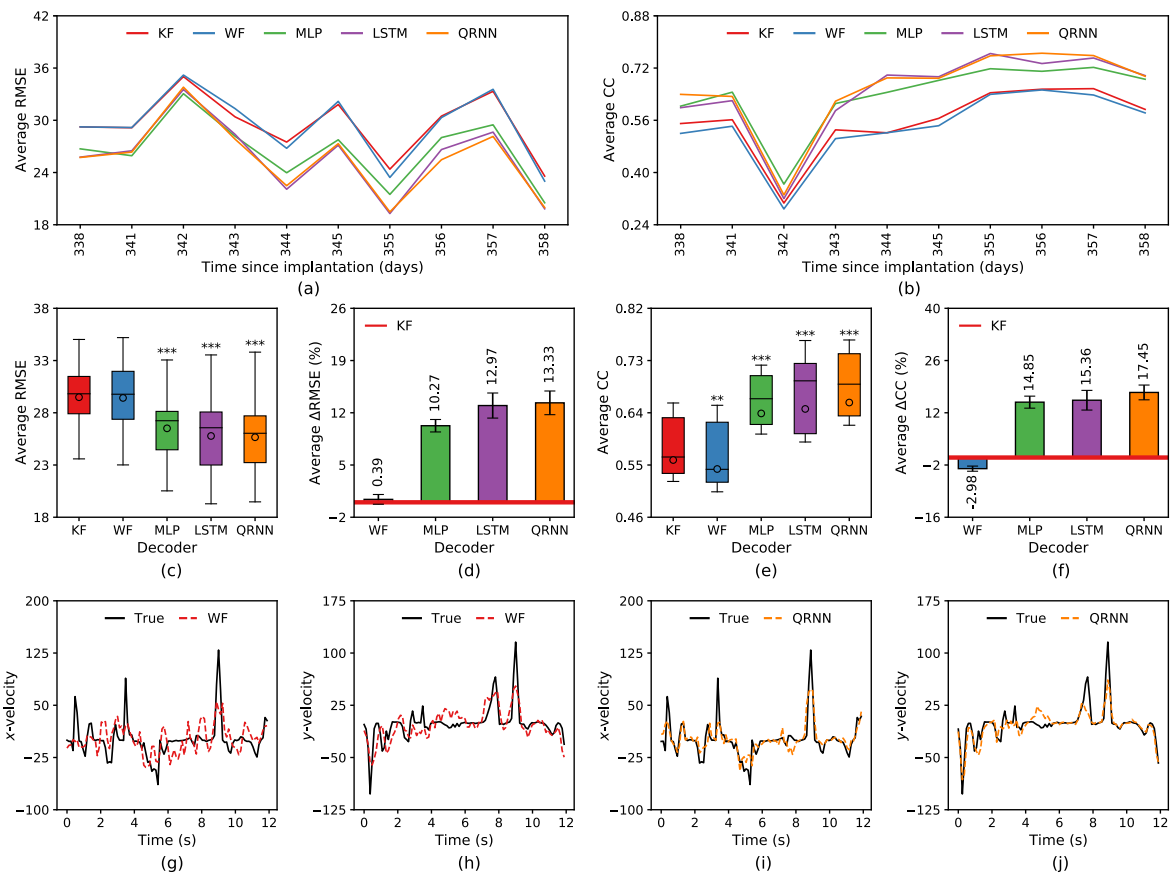 42
36
30
24
18
Average RMSE
KF WF MLP LSTM QRNN
338 341 342 343 344 345 355 356 357 358
Time since implantation (days)
(a)
0.88
0.72
0.56
0.40
0.24
Average CC
KF WF MLP LSTM QRNN
338 341 342 343 344 345 355 356 357 358
Time since implantation (days)
(b)
38
33
28
23
18
Average RMSE
*** *** ***
KF WF MLP LSTM QRNN
Decoder
(c)
26
19
12
5
−2
Average ΔRMSE (%)
KF
0.39 10.27 12.97 13.33
WF MLP LSTM QRNN
Decoder
(d)
0.82
0.73
0.64
0.55
0.46
Average CC
** *** *** ***
KF WF MLP LSTM QRNN
Decoder
(e)
40
26
12
−2
−16
Average ΔCC (%)
KF
-2.98 14.85 15.36 17.45
WF MLP LSTM QRNN
Decoder
(f)
200
125
50
−25
−100
x-velocity
True WF
0 2 4 6 8 10 12
Time (s)
(g)
175
100
25
−50
−125
y-velocity
True WF
0 2 4 6 8 10 12
Time (s)
(h)
200
125
50
−25
−100
x-velocity
True QRNN
0 2 4 6 8 10 12
Time (s)
(i)
175
100
25
−50
−125
y-velocity
True QRNN
0 2 4 6 8 10 12
Time (s)
(j)